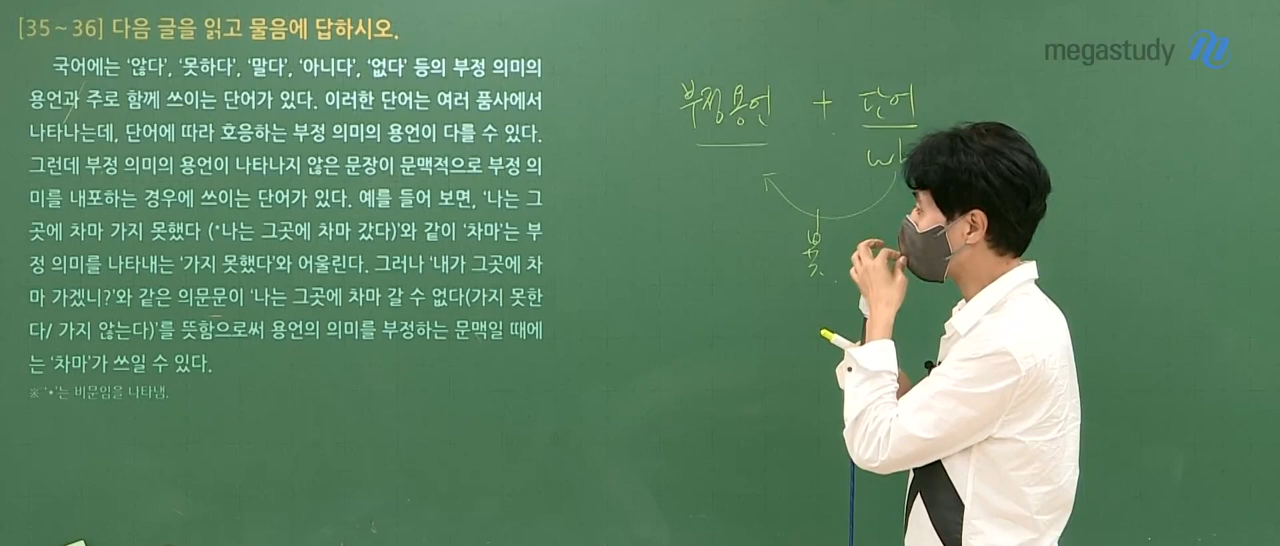 [35~36] 다음 글을 읽고 물음에 답하시오.
국어에는 ‘않다’, ‘못하다’, ‘말다’, ‘아니다’, ‘없다’ 등의 부정 의미의
용언과 주로 함께 쓰이는 단어가 있다. 이러한 단어는 여러 품사에서
나타나는데, 단어에 따라 호응하는 부정 의미의 용언이 다를 수 있다.
그런데 부정 의미의 용언이 나타나지 않은 문장이 문맥적으로 부정 의
미를 내포하는 경우에 쓰이는 단어가 있다. 예를 들어 보면, ‘나는 그
곳에 차마 가지 못했다 (*나는 그곳에 차마 갔다)’와 같이 ‘차마’는 부
정 의미를 나타내는 ‘가지 못했다’와 어울린다. 그러나 ‘내가 그곳에 차
마 가겠니?’와 같은 의문문이 ‘나는 그곳에 차마 갈 수 없다(가지 못한
다/ 가지 않는다)’를 뜻함으로써 용언의 의미를 부정하는 문맥일 때에
는 ‘차마’가 쓰일 수 있다.
※ ‘*’는 비문임을 나타냄.
megastudy
부정용언 + 단어